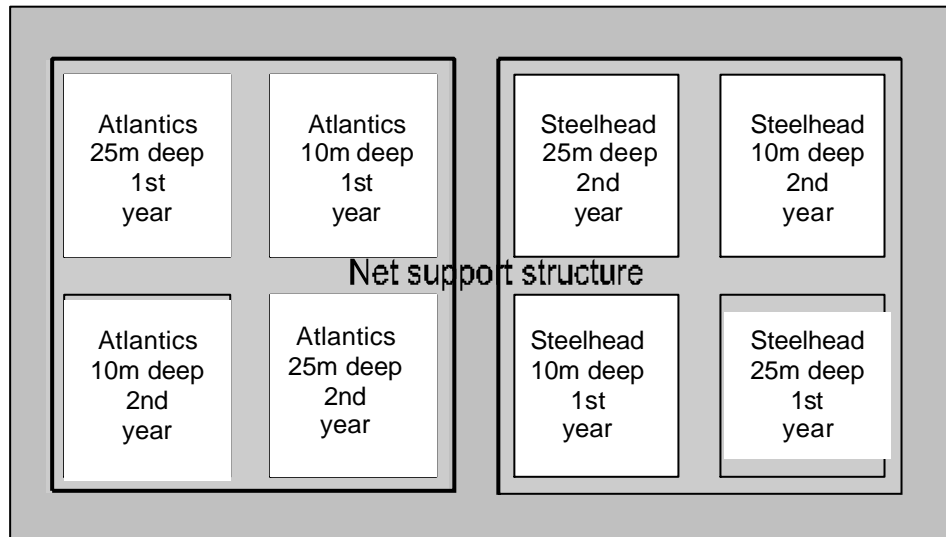 Atlantics
25m deep
1st
year
Atlantics
10m deep
1st
year
Steelhead
25m deep
2nd
year
Steelhead
10m deep
2nd
year
Net support structure
Atlantics
10m deep
2nd
year
Atlantics
25m deep
2nd
year
Steelhead
10m deep
1st
year
Steelhead
25m deep
1st
year